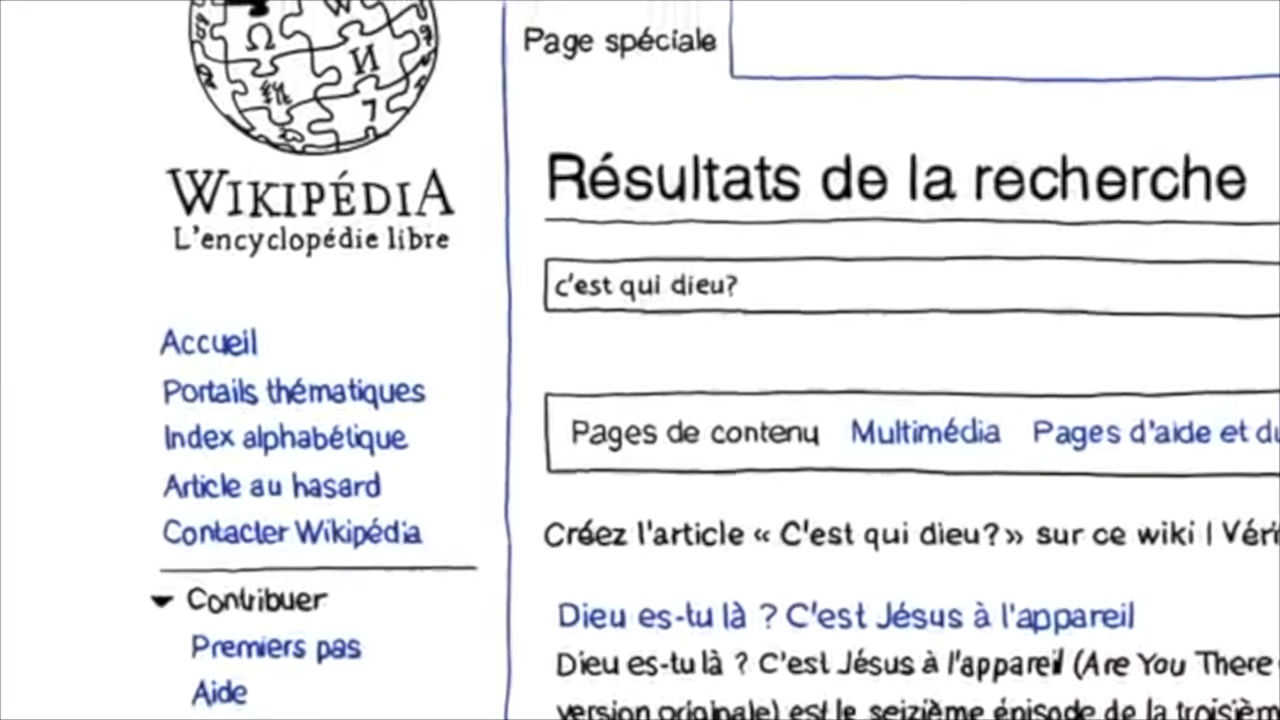 Page spéciale
WIKIPÉDIA
L'encyclopédie libre
Accueil
Portails thématiques
Index alphabétique
Article au hasard
Contacter Wikipédia
Contribuer
Premiers pas
Aide
Résultats de la recherche
c'est qui dieu?
Pages de contenu Multimédia Pages d'aide et du
Créez l'article « C'est qui dieu? » sur ce wiki |
Dieu es-tu là ? C'est Jésus à l'appareil
Dieu es-tu là ? C'est Jésus à l'appareil (Are You There
version originale) est le seizième épisode de la